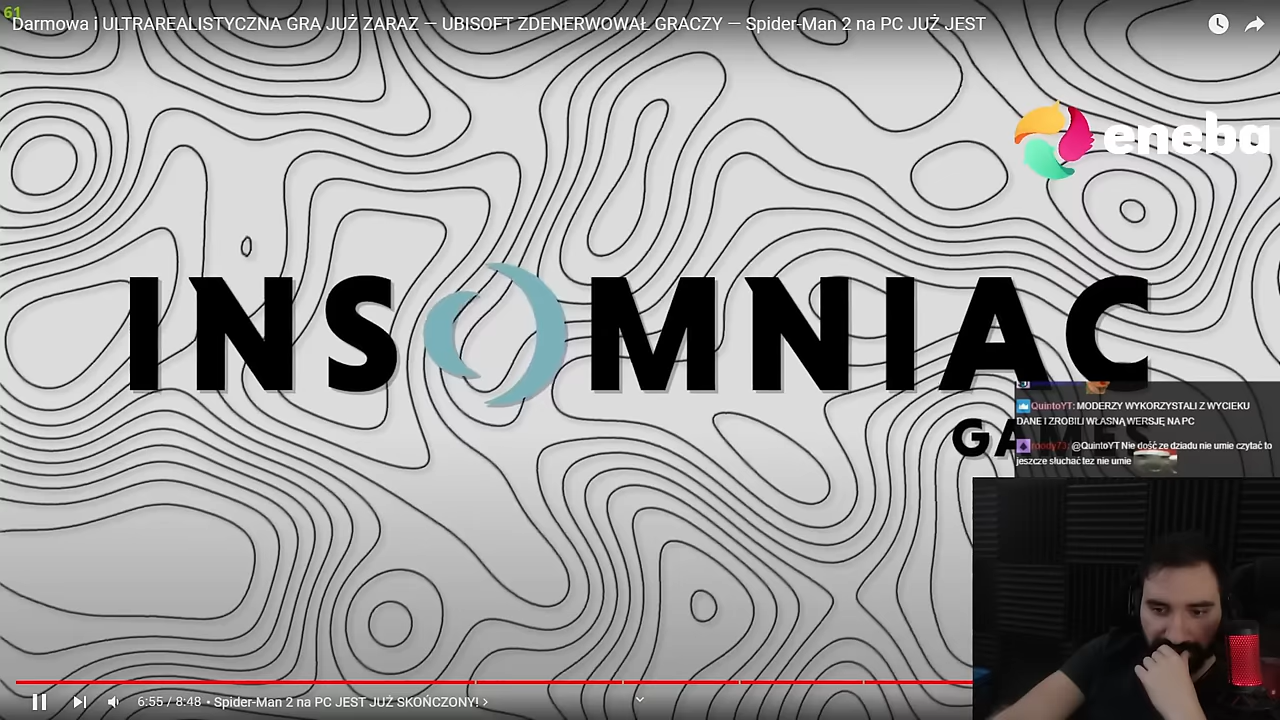 61
Darmowa i ULTRAREALISTYCZNA GRA JUŻ ZARAZ — UBISOFT ZDENERWOWAŁ GRACZY — Spider-Man 2 na PC JUŻ JEST
eneba
INSOMNIAC
GA
QuintoYT: MODERZY WYKORZYSTALI Z WYCIEKU
DANE I ZROBILI WŁASNĄ WERSJĘ NA PC
@QuintoYT Nie dość ze dziadu nie umie czytać to
jeszcze słuchać tez nie umie
6:55 / 8:48 • Spider-Man 2 na PC JEST JUŻ SKOŃCZONY! >